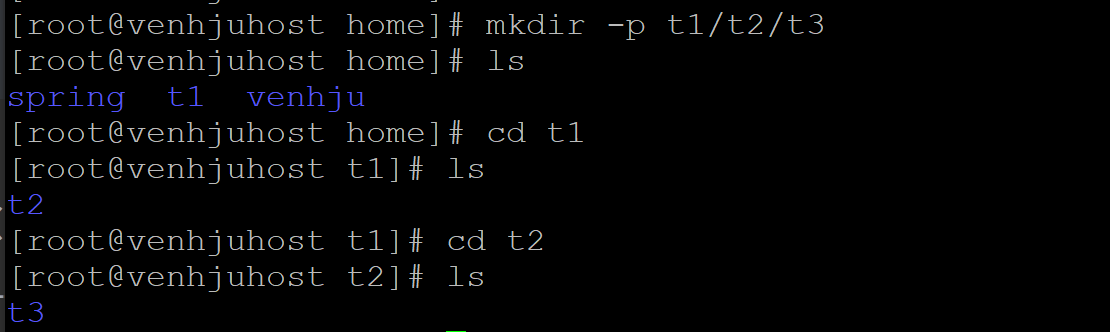 [root@venhjuhost home]# mkdir -p t1/t2/t3
[root@venhjuhost home]# ls
spring  t1  venhju
[root@venhjuhost home]# cd t1
[root@venhjuhost t1]# ls
t2
[root@venhjuhost t1]# cd t2
[root@venhjuhost t2]# ls
t3